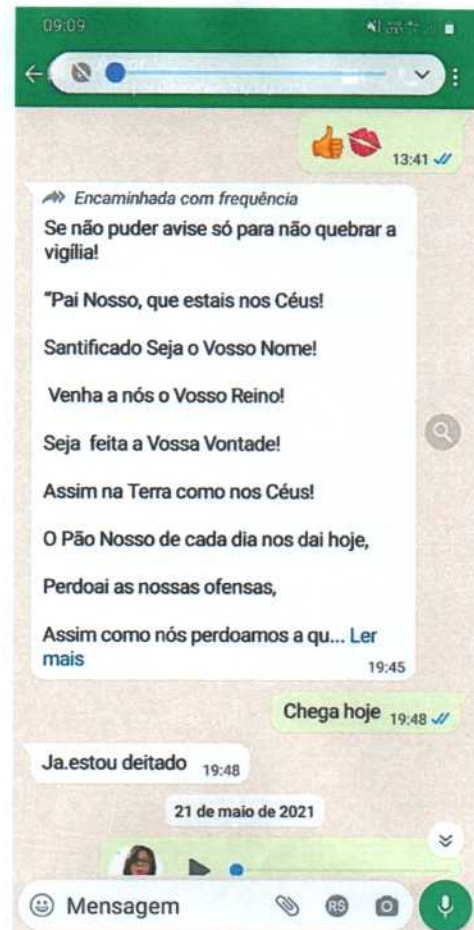 09:09
13:41
Encaminhada com frequência
Se não puder avise só para não quebrar a
vigília!
“Pai Nosso, que estais nos Céus!
Santificado Seja o Vosso Nome!
Venha a nós o Vosso Reino!
Seja feita a Vossa Vontade!
Assim na Terra como nos Céus!
O Pão Nosso de cada dia nos dai hoje,
Perdoai as nossas ofensas,
Assim como nós perdoamos a qu... Ler
mais
19:45
Chega hoje 19:48
Ja.estou deitado 19:48
21 de maio de 2021
Mensagem
R$